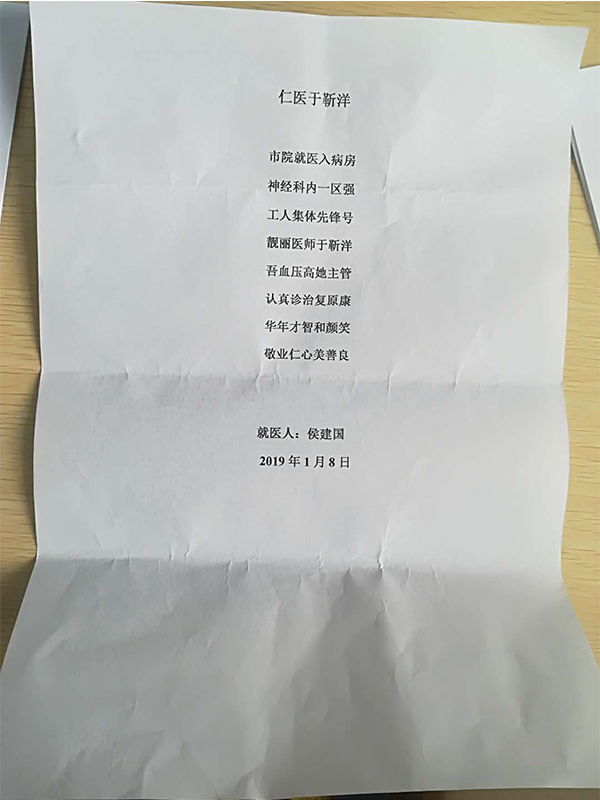 仁医于靳洋
市院就医入病房
神经科内一区强
工人集体先锋号
靓丽医师于靳洋
吾血压高她主管
认真诊治复原康
华年才智和颜笑
敬业仁心美善良
就医人：侯建国
2019年1月8日